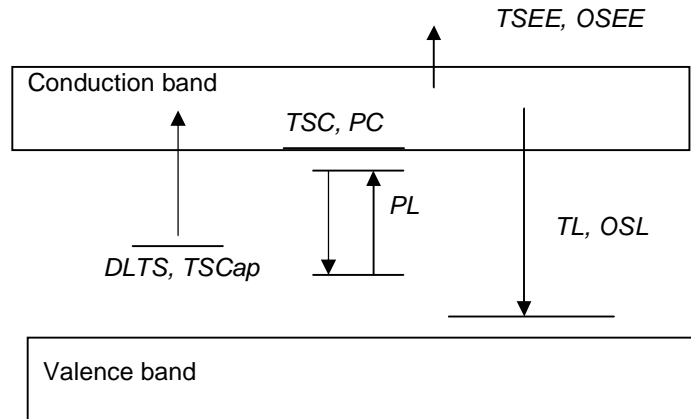 TSEE, OSEE
Conduction band
TSC, PC
PL
TL, OSL
DLTS, TSCap
Valence band